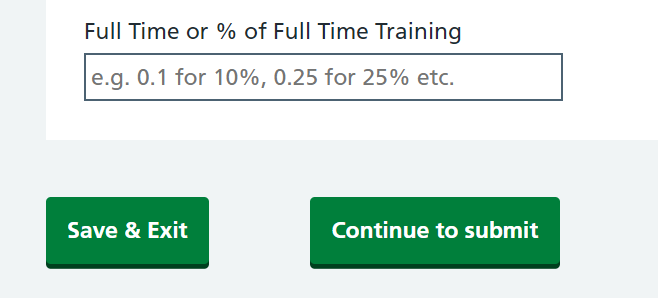 Full Time or % of Full Time Training
e.g. 0.1 for 10%, 0.25 for 25% etc.
Save & Exit
Continue to submit